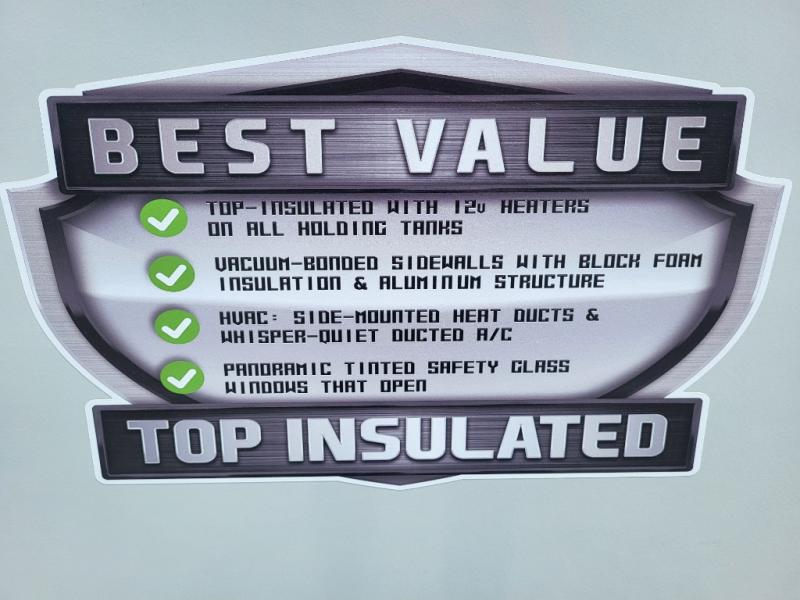 BEST VALUE
TOP-INSULATED WITH 12v HEATERS
ON ALL HOLDING TANKS
VACUUM-BONDED SIDEWALLS WITH BLOCK FOAM
INSULATION & ALUMINUM STRUCTURE
HVAC: SIDE-MOUNTED HEAT DUCTS &
WHISPER-QUIET DUCTED A/C
PANORAMIC TINTED SAFETY GLASS
WINDOWS THAT OPEN
TOP INSULATED